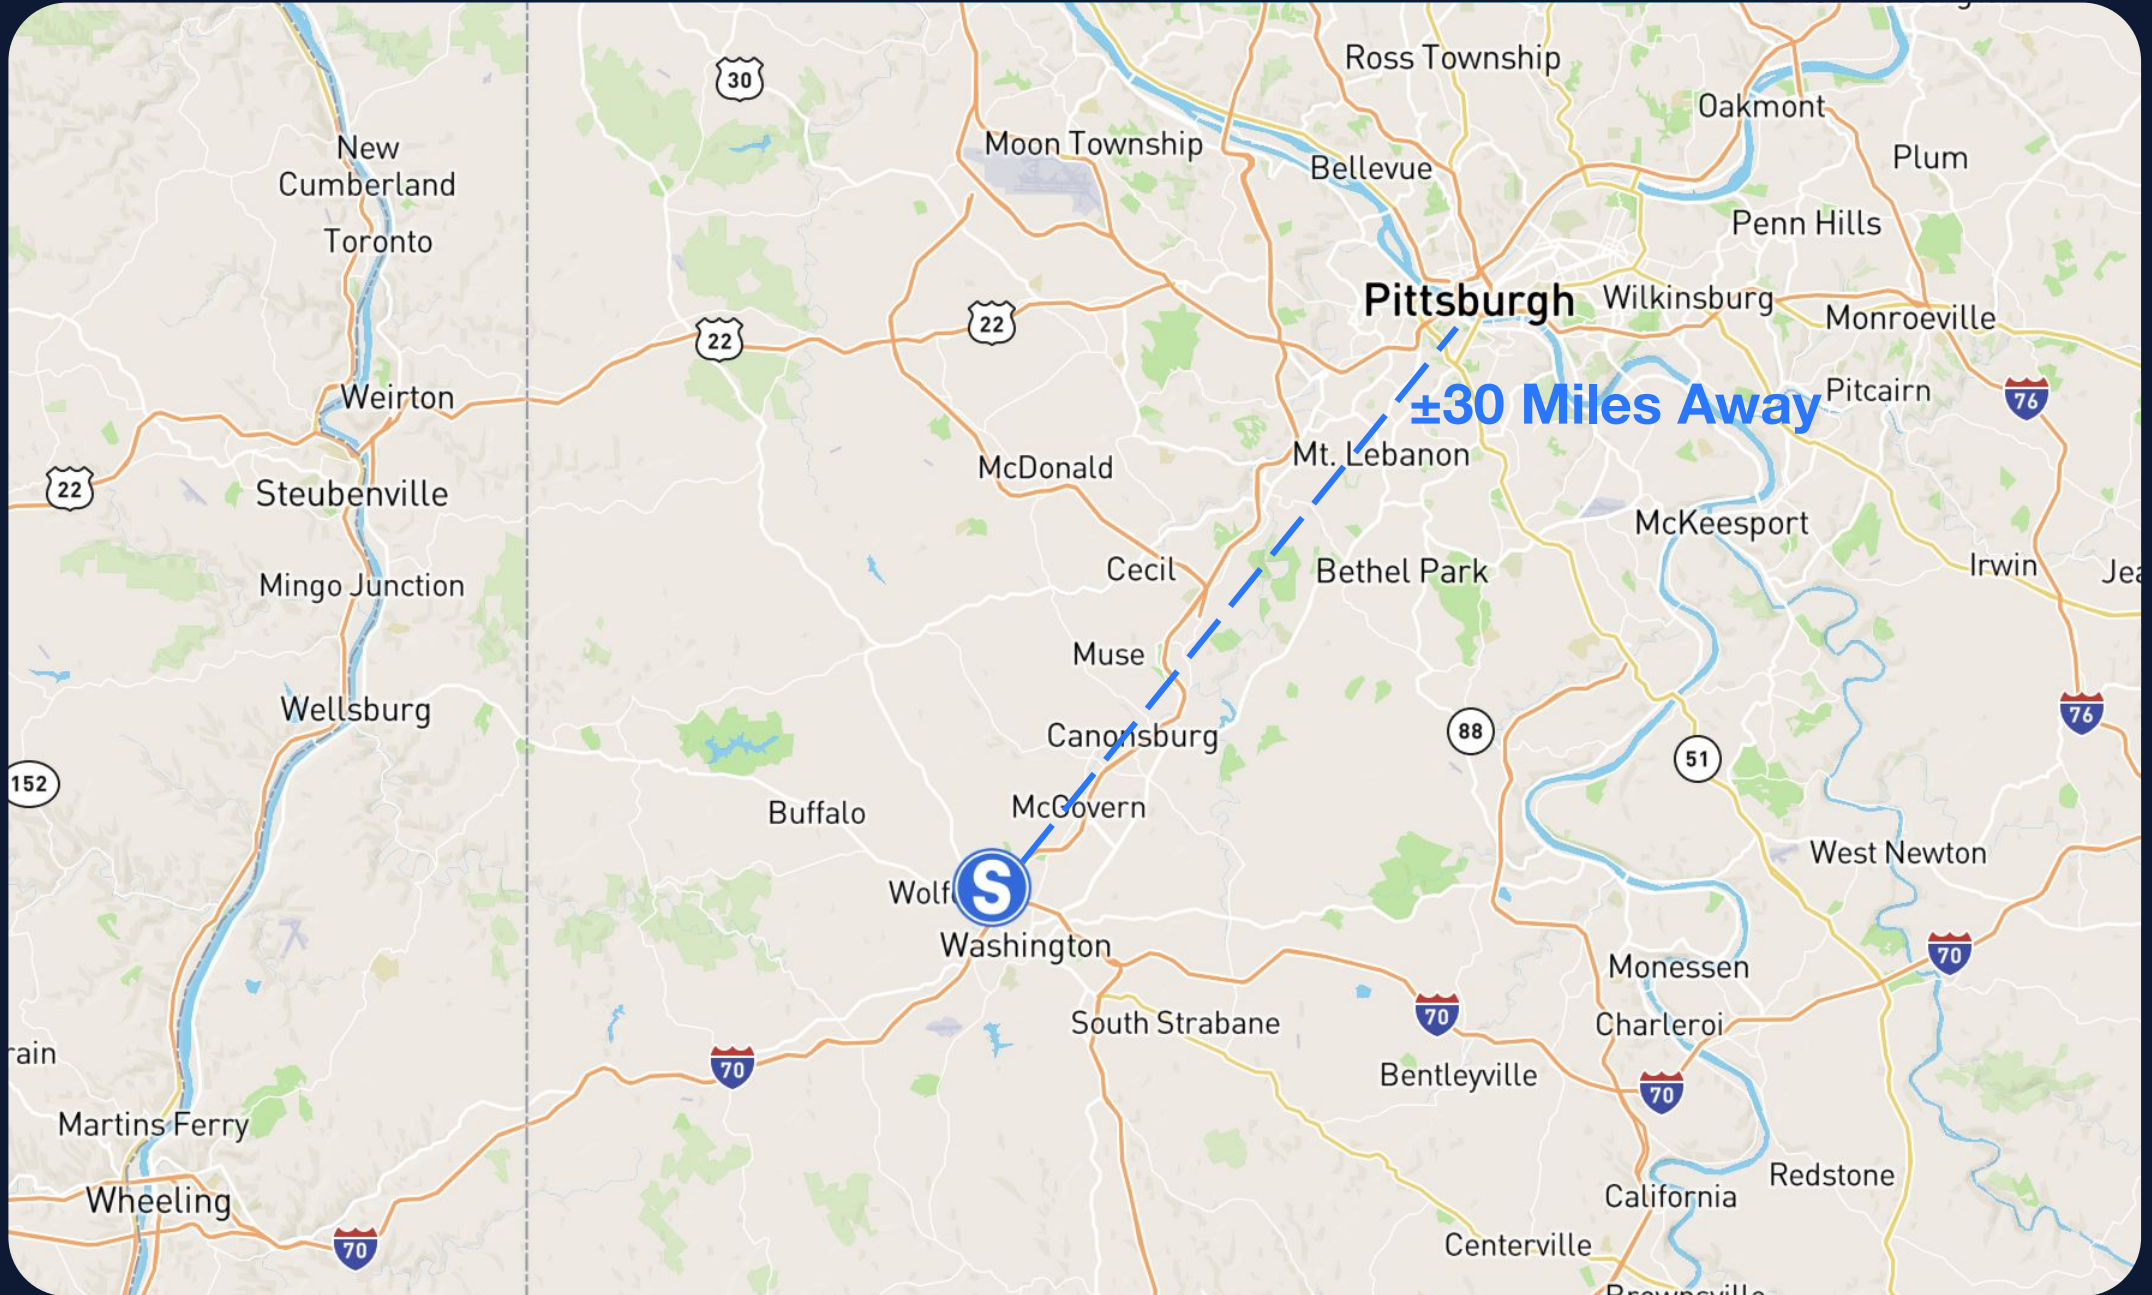 30
Ross Township
Oakmont
New
Cumberland
Moon Township
Bellevue
Plum
Toronto
Penn Hills
Pittsburgh
Wilkinsburg
Monroeville
22
22
Weirton
±30 Miles Away
Pitcairn
76
Mt. Lebanon
McDonald
22
Steubenville
McKeesport
Cecil
Bethel Park
Irwin
Mingo Junction
Muse
Wellsburg
Canonsburg
88
76
51
152
Buffalo
McGovern
West Newton
S
Washington
70
Monessen
70
South Strabane
Charleroi
70
Bentleyville
70
Martins Ferry
Redstone
Wheeling
California
70
Centerville